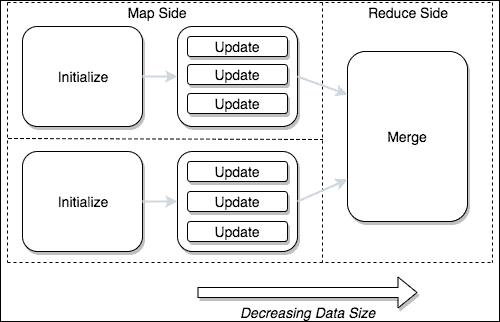 Map Side
Reduce Side
Initialize
Update
Update
Update
Merge
Initialize
Update
Update
Update
Decreasing Data Size